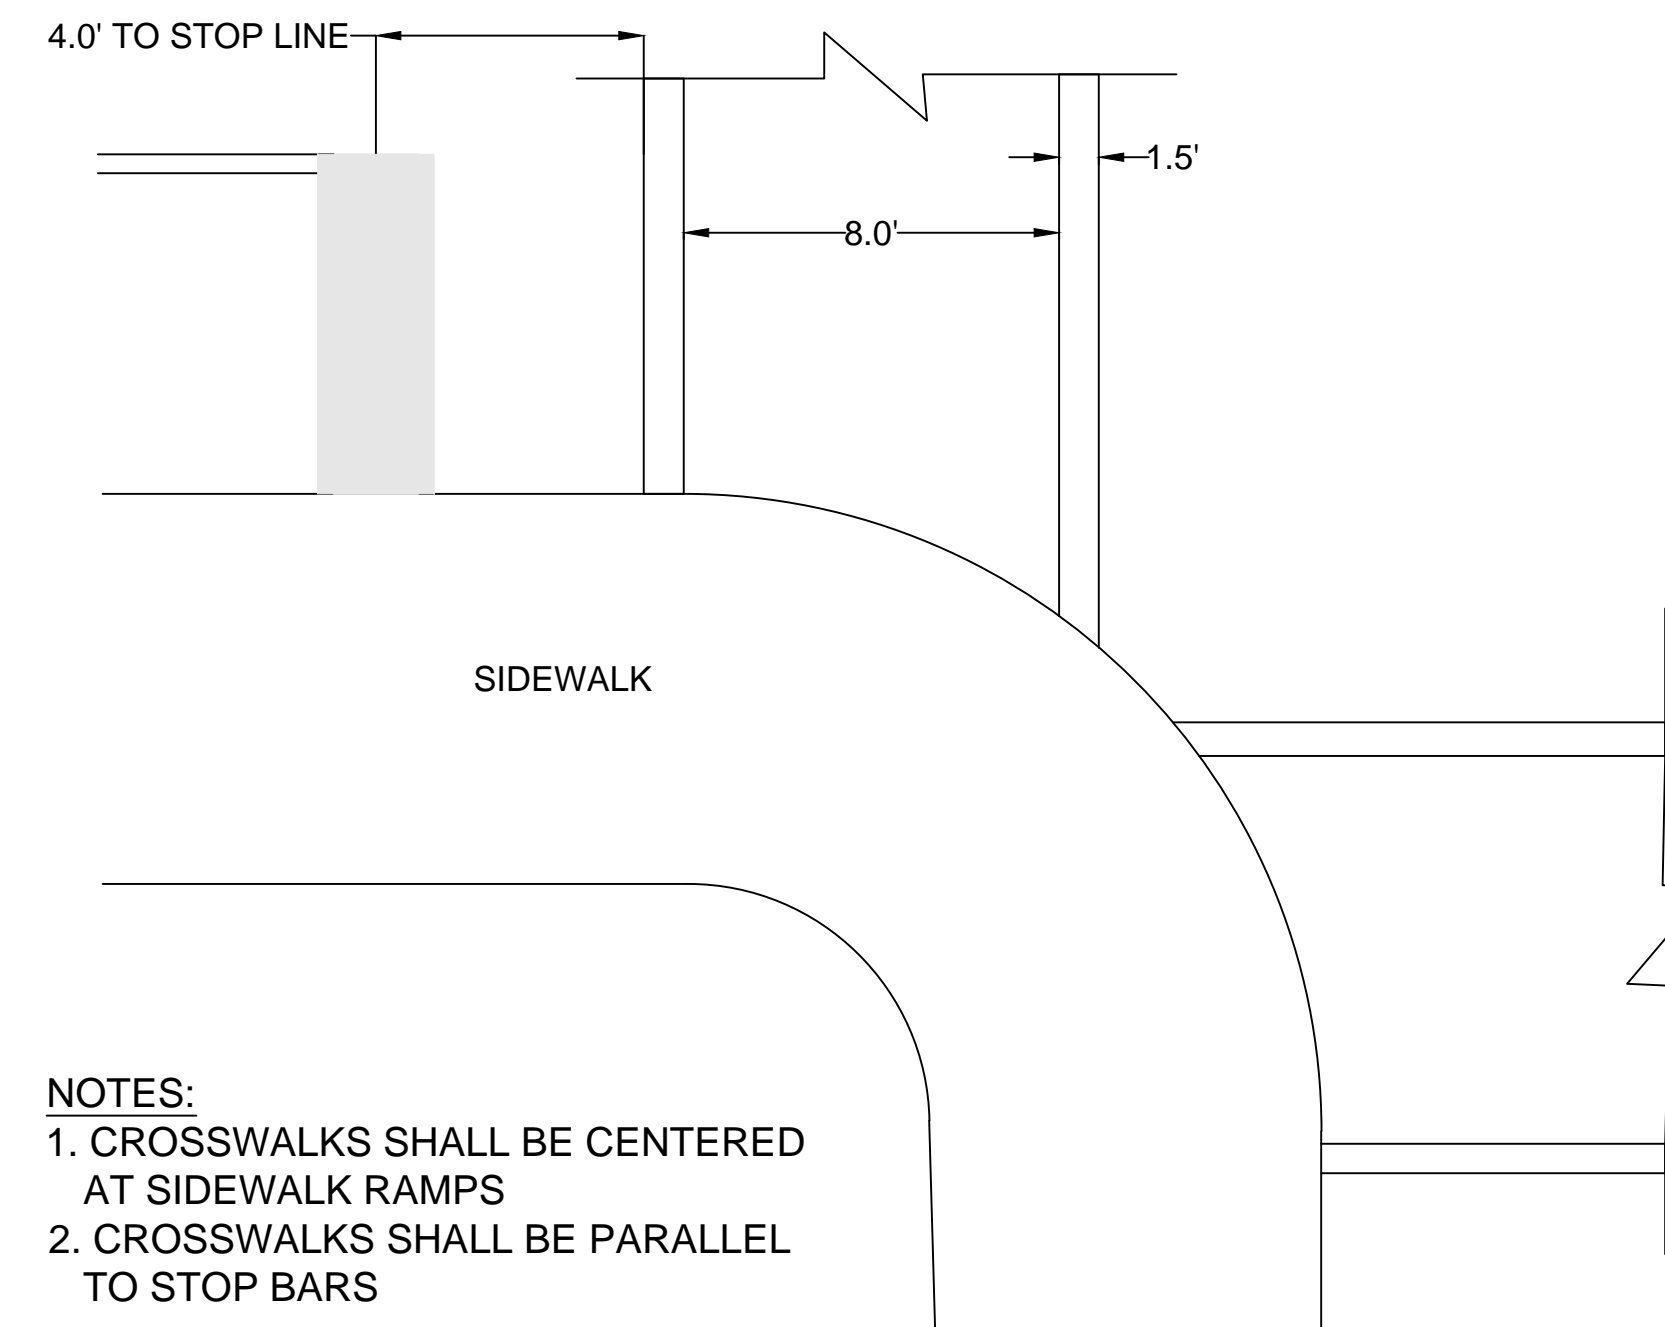 4.0' TO STOP LINE
1.5'
8.0'
SIDEWALK
NOTES:
1. CROSSWALKS SHALL BE CENTERED
AT SIDEWALK RAMPS
2. CROSSWALKS SHALL BE PARALLEL
TO STOP BARS